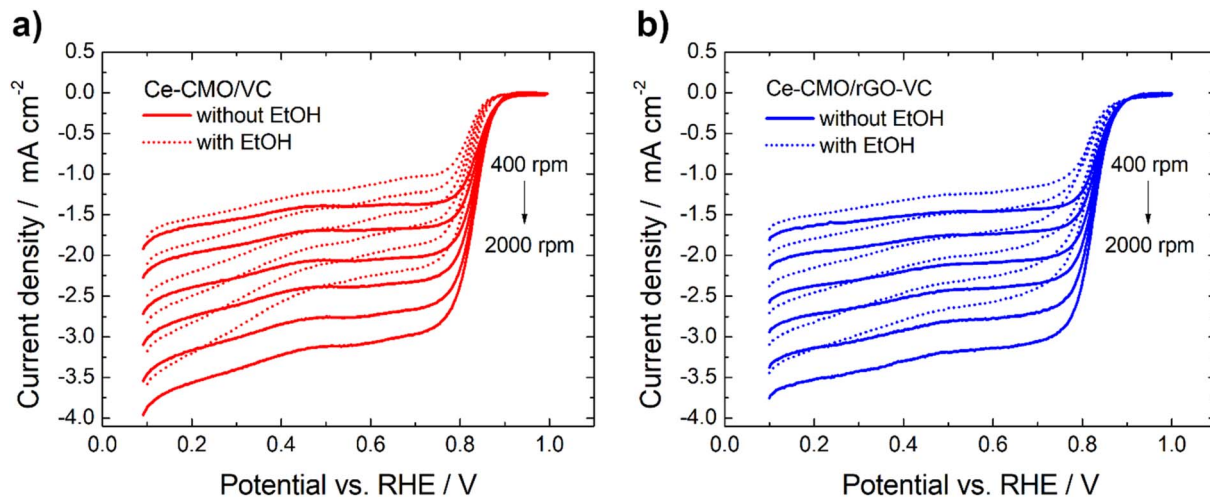 a)
0.5
0.0
-0.5
-1.0
-1.5
-2.0
-2.5
-3.0
-3.5
-4.0
Current density / mA cm⁻²
Ce-CMO/VC
without EtOH
with EtOH
400 rpm
2000 rpm
0.0 0.2 0.4 0.6 0.8 1.0
Potential vs. RHE / V
b)
0.5
0.0
-0.5
-1.0
-1.5
-2.0
-2.5
-3.0
-3.5
-4.0
Current density / mA cm⁻²
Ce-CMO/rGO-VC
without EtOH
with EtOH
400 rpm
2000 rpm
0.0 0.2 0.4 0.6 0.8 1.0
Potential vs. RHE / V